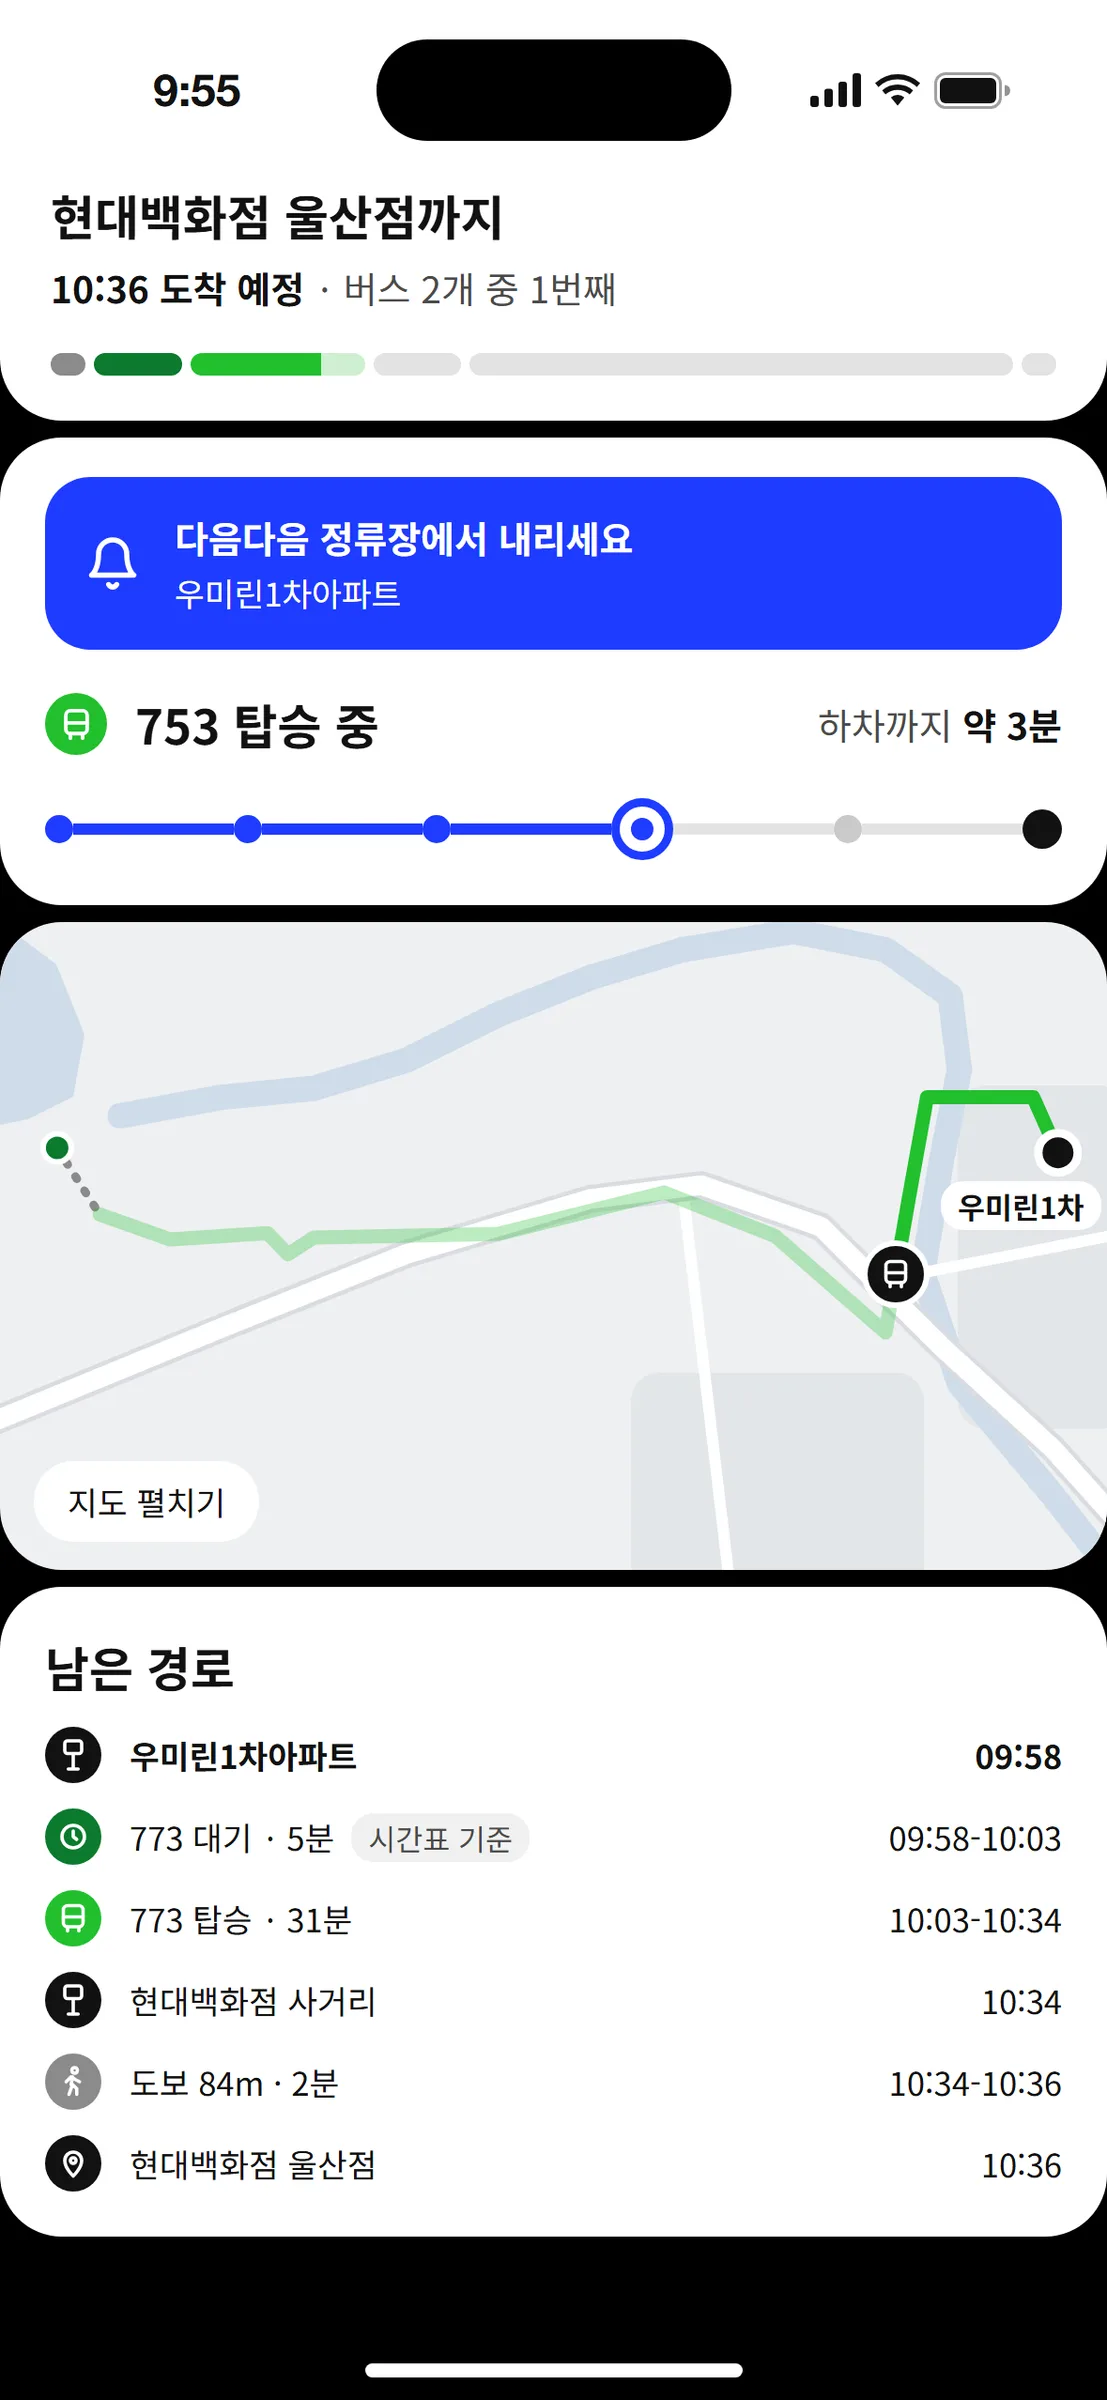 9:55
현대백화점 울산점까지
10:36 도착 예정 · 버스 2개 중 1번째
다음다음 정류장에서 내리세요
우미린1차아파트
753 탑승 중
하차까지 약 3분
우미린1차
지도 펼치기
남은 경로
우미린1차아파트 09:58
773 대기 · 5분 시간표 기준 09:58-10:03
773 탑승 · 31분 10:03-10:34
현대백화점 사거리 10:34
도보 84m · 2분 10:34-10:36
현대백화점 울산점 10:36